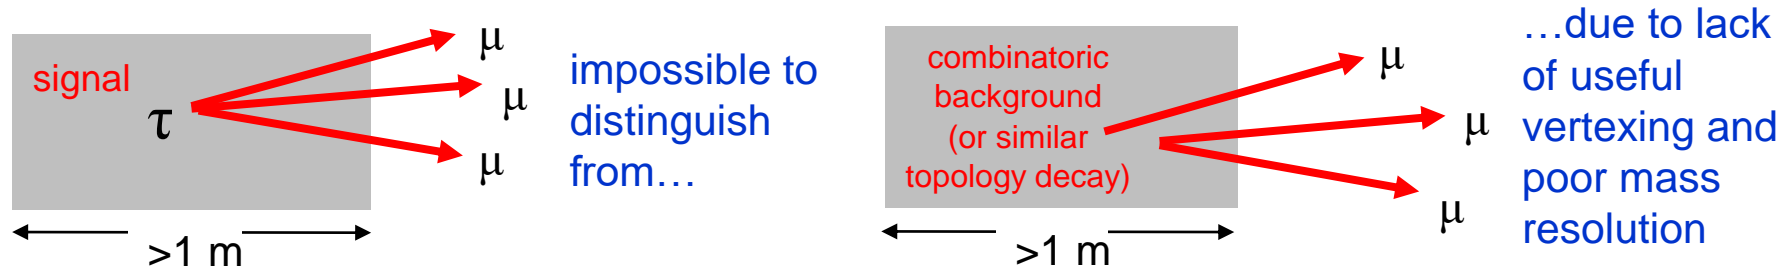 signal
τ
μ
μ
μ
>1 m
impossible to
distinguish
from…
combinatoric
background
(or similar
topology decay)
μ
μ
μ
>1 m
…due to lack
of useful
vertexing and
poor mass
resolution